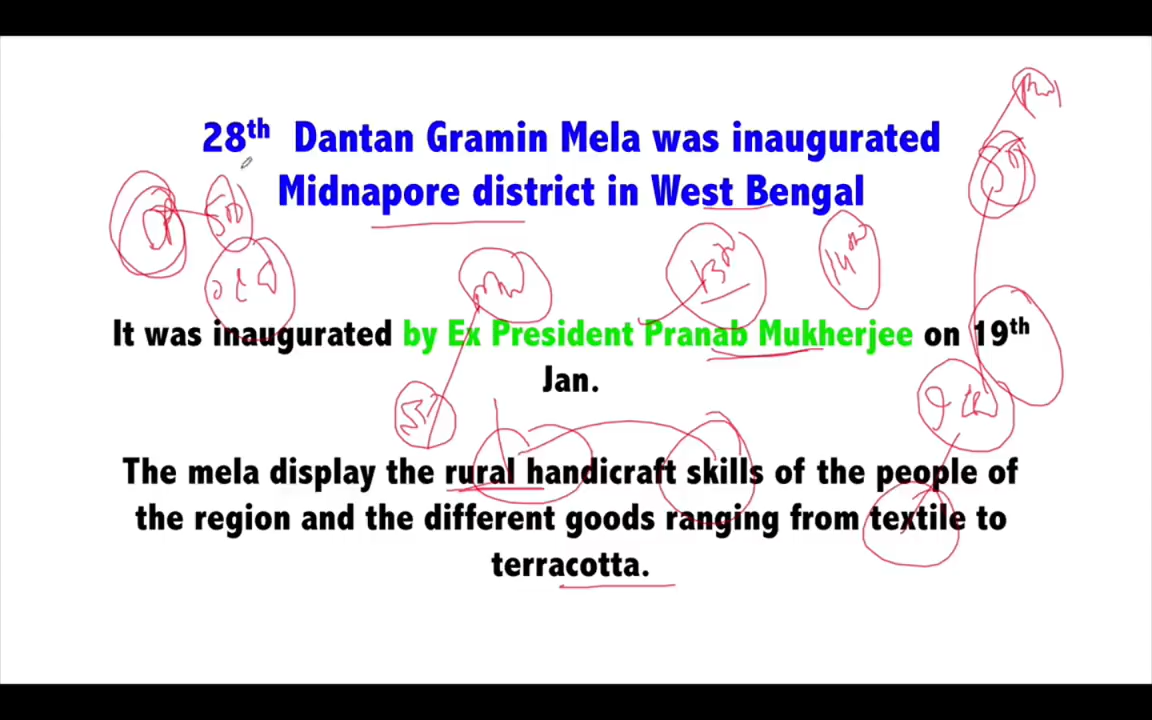 28th Dantan Gramin Mela was inaugurated
Midnapore district in West Bengal
It was inaugurated by Ex President Pranab Mukherjee on 19th
Jan.
The mela display the rural handicraft skills of the people of
the region and the different goods ranging from textile to
terracotta.